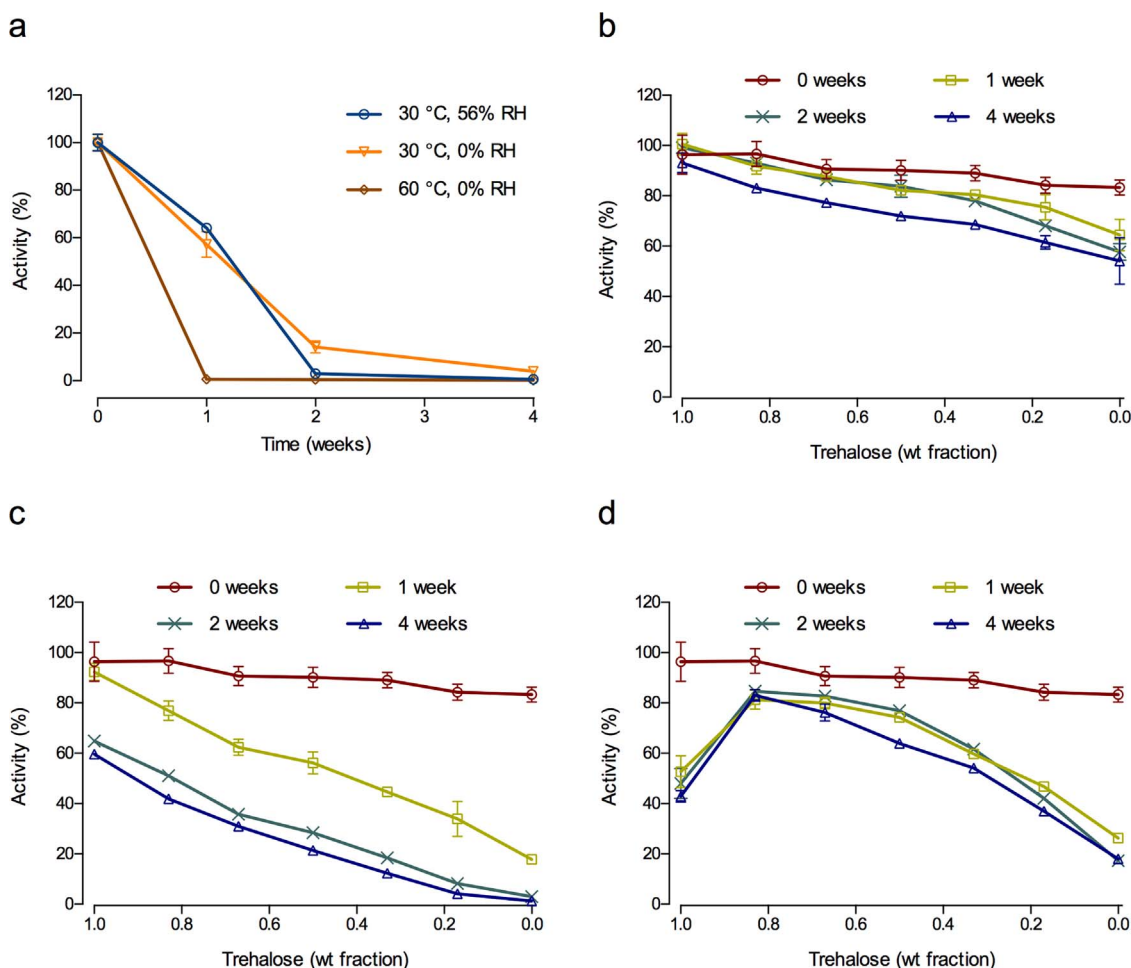 a
120
100
80
60
40
20
0
Activity (%)
30 °C, 56% RH
30 °C, 0% RH
60 °C, 0% RH
0 1 2 3 4
Time (weeks)
b
0 weeks 1 week
2 weeks 4 weeks
120
100
80
60
40
20
0
Activity (%)
1.0 0.8 0.6 0.4 0.2 0.0
Trehalose (wt fraction)
c
0 weeks 1 week
2 weeks 4 weeks
120
100
80
60
40
20
0
Activity (%)
1.0 0.8 0.6 0.4 0.2 0.0
Trehalose (wt fraction)
d
0 weeks 1 week
2 weeks 4 weeks
120
100
80
60
40
20
0
Activity (%)
1.0 0.8 0.6 0.4 0.2 0.0
Trehalose (wt fraction)